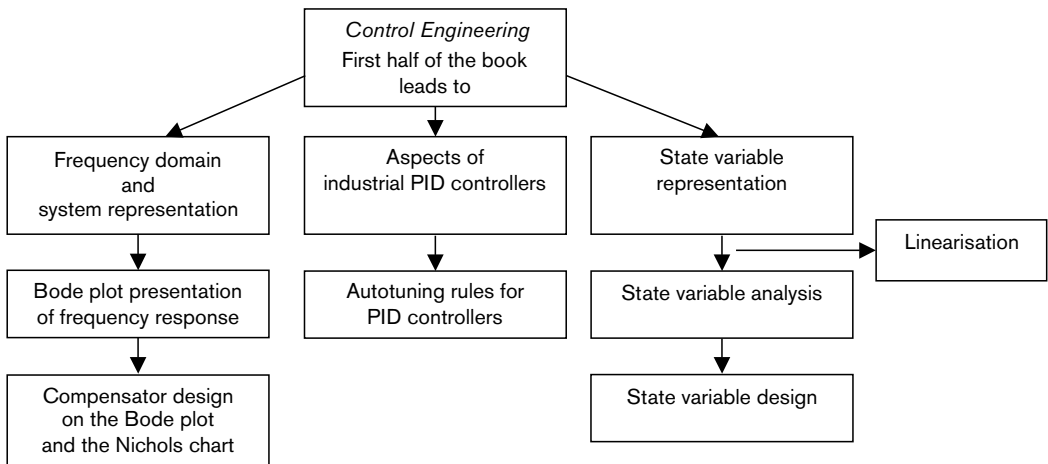 Control Engineering
First half of the book
leads to
Frequency domain
and
system representation
Aspects of
industrial PID controllers
State variable
representation
Linearisation
Bode plot presentation
of frequency response
Autotuning rules for
PID controllers
State variable analysis
Compensator design
on the Bode plot
and the Nichols chart
State variable design